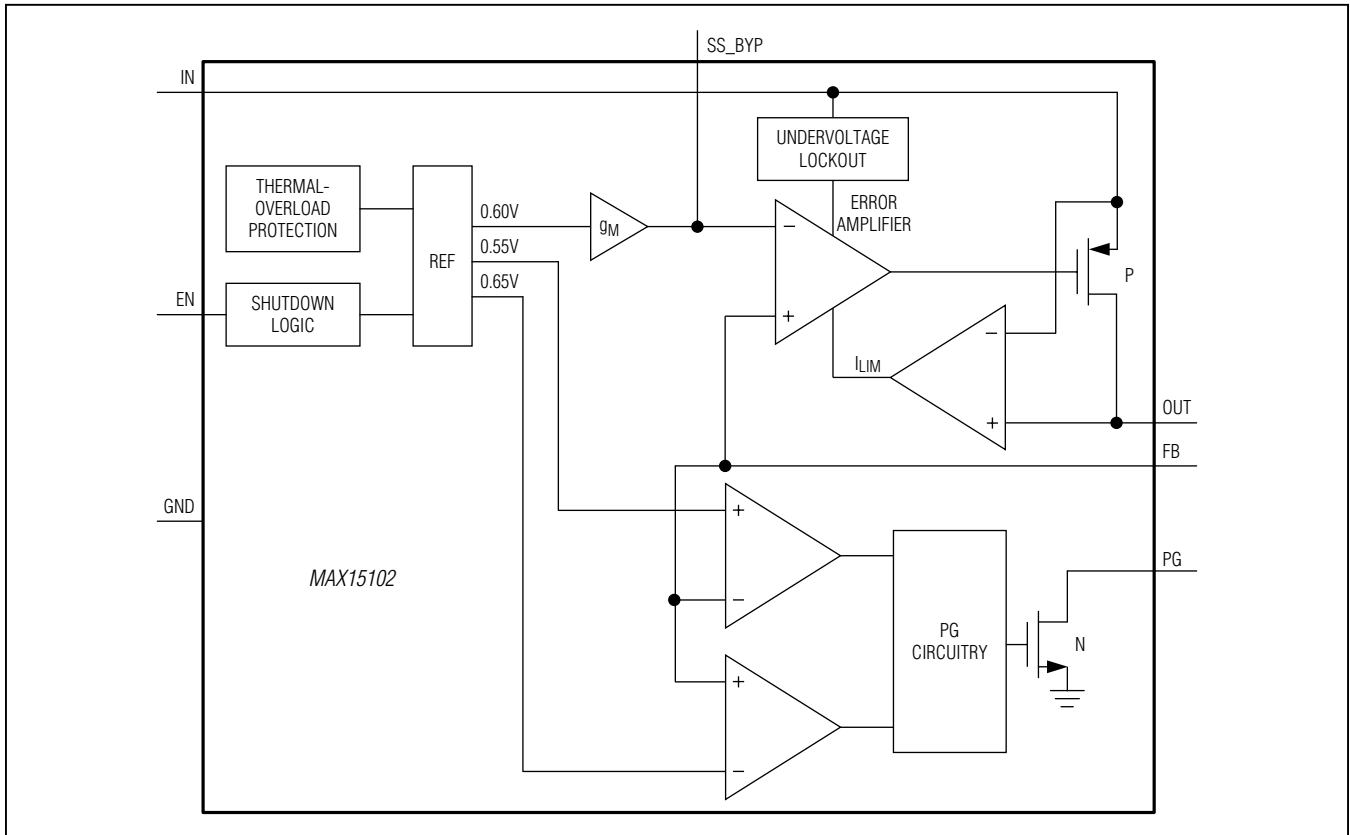 SS_BYP
IN
UNDERVOLTAGE
LOCKOUT
THERMAL-
OVERLOAD
PROTECTION
ERROR
AMPLIFIER
0.60V
gM
−
0.55V
REF
P
0.65V
EN
SHUTDOWN
LOGIC
+
−
ILIM
OUT
+
FB
GND
+
PG
MAX15102
−
PG
CIRCUITRY
N
+
−